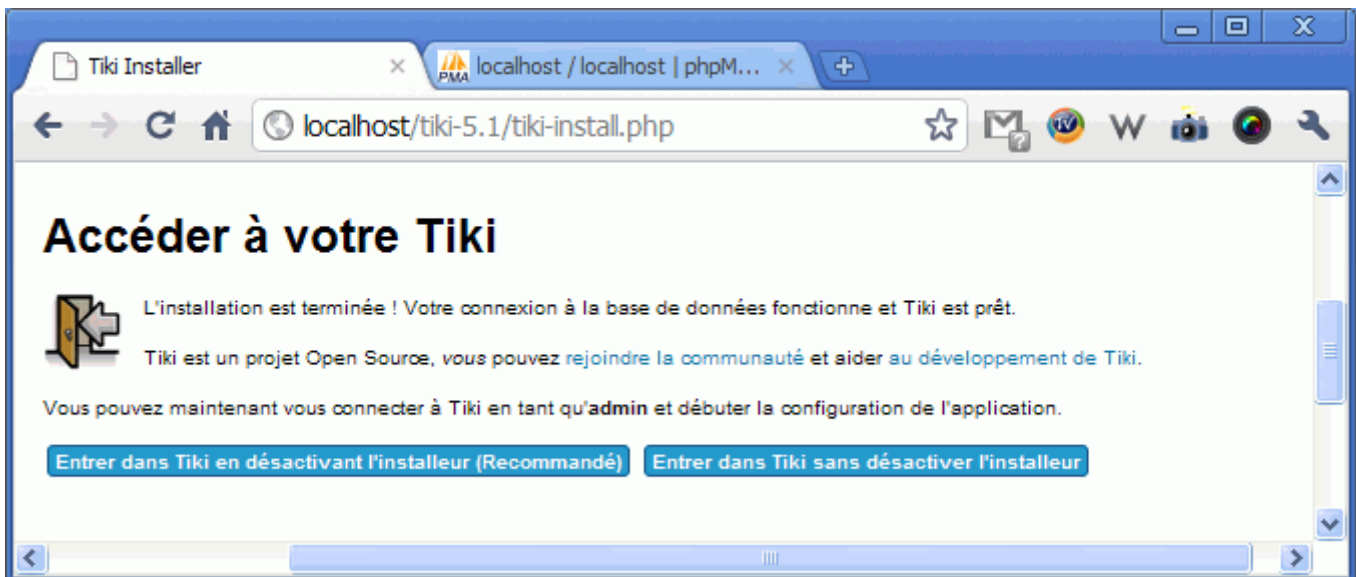 Tiki Installer
PMA localhost / localhost | phpM...
localhost/tiki-5.1/tiki-install.php
Accéder à votre Tiki
L'installation est terminée ! Votre connexion à la base de données fonctionne et Tiki est prêt.
Tiki est un projet Open Source, vous pouvez rejoindre la communauté et aider au développement de Tiki.
Vous pouvez maintenant vous connecter à Tiki en tant qu'admin et débuter la configuration de l'application.
Entrer dans Tiki en désactivant l'installeur (Recommandé) Entrer dans Tiki sans désactiver l'installeur